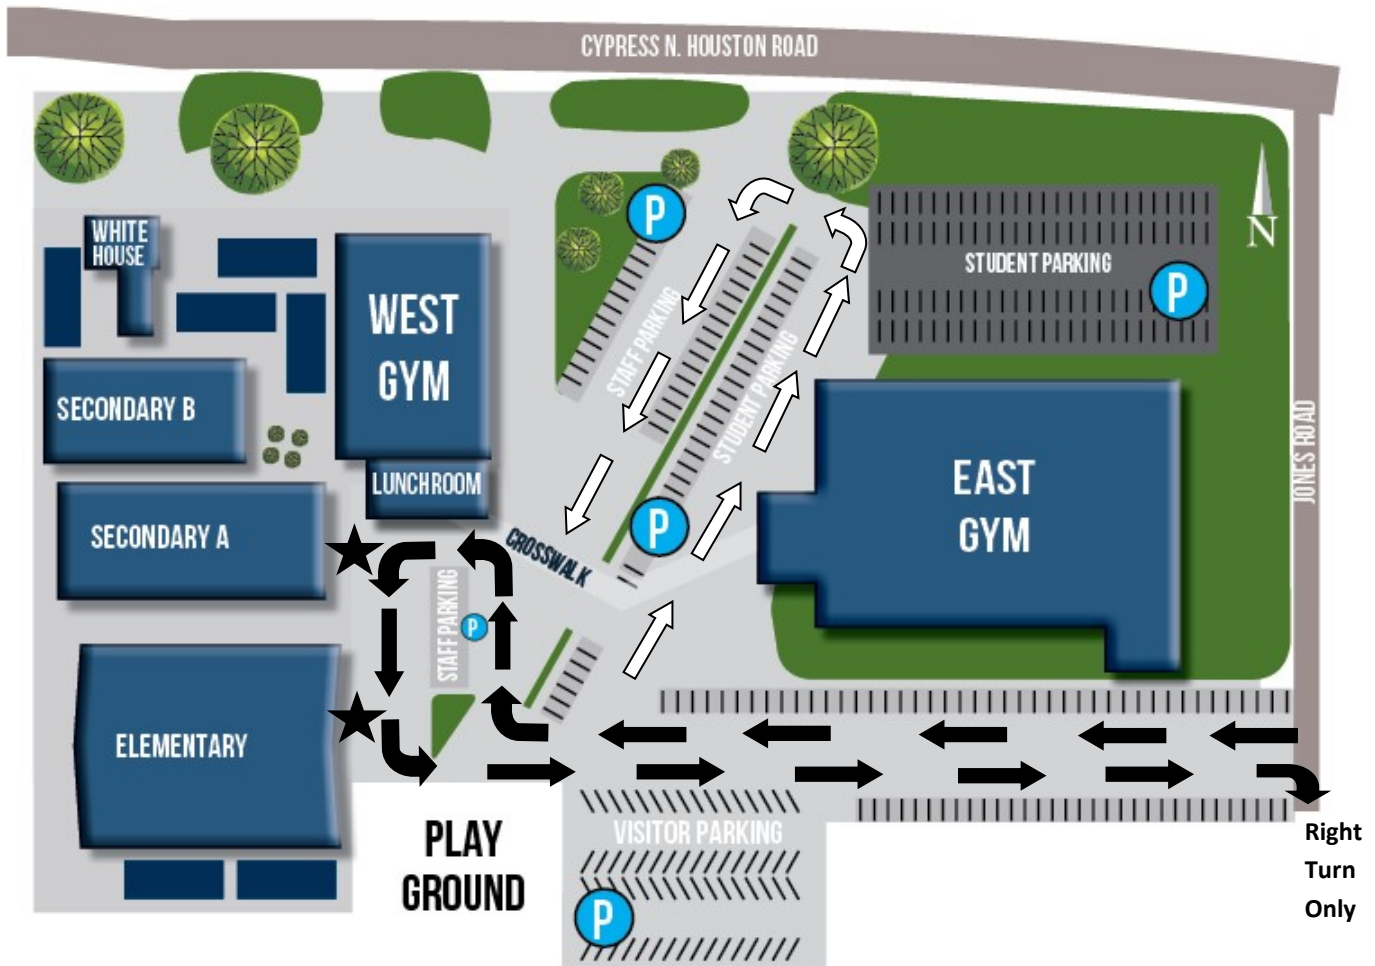 CYPRESS N. HOUSTON ROAD
WHITE
HOUSE
P
N
STUDENT PARKING
P
WEST
GYM
STAFF PARKING
STUDENT PARKING
SECONDARY B
JONES ROAD
LUNCHROOM
EAST
GYM
P
SECONDARY A
CROSSWALK
STAFF PARKING
P
ELEMENTARY
PLAY
GROUND
VISITOR PARKING
P
Right
Turn
Only